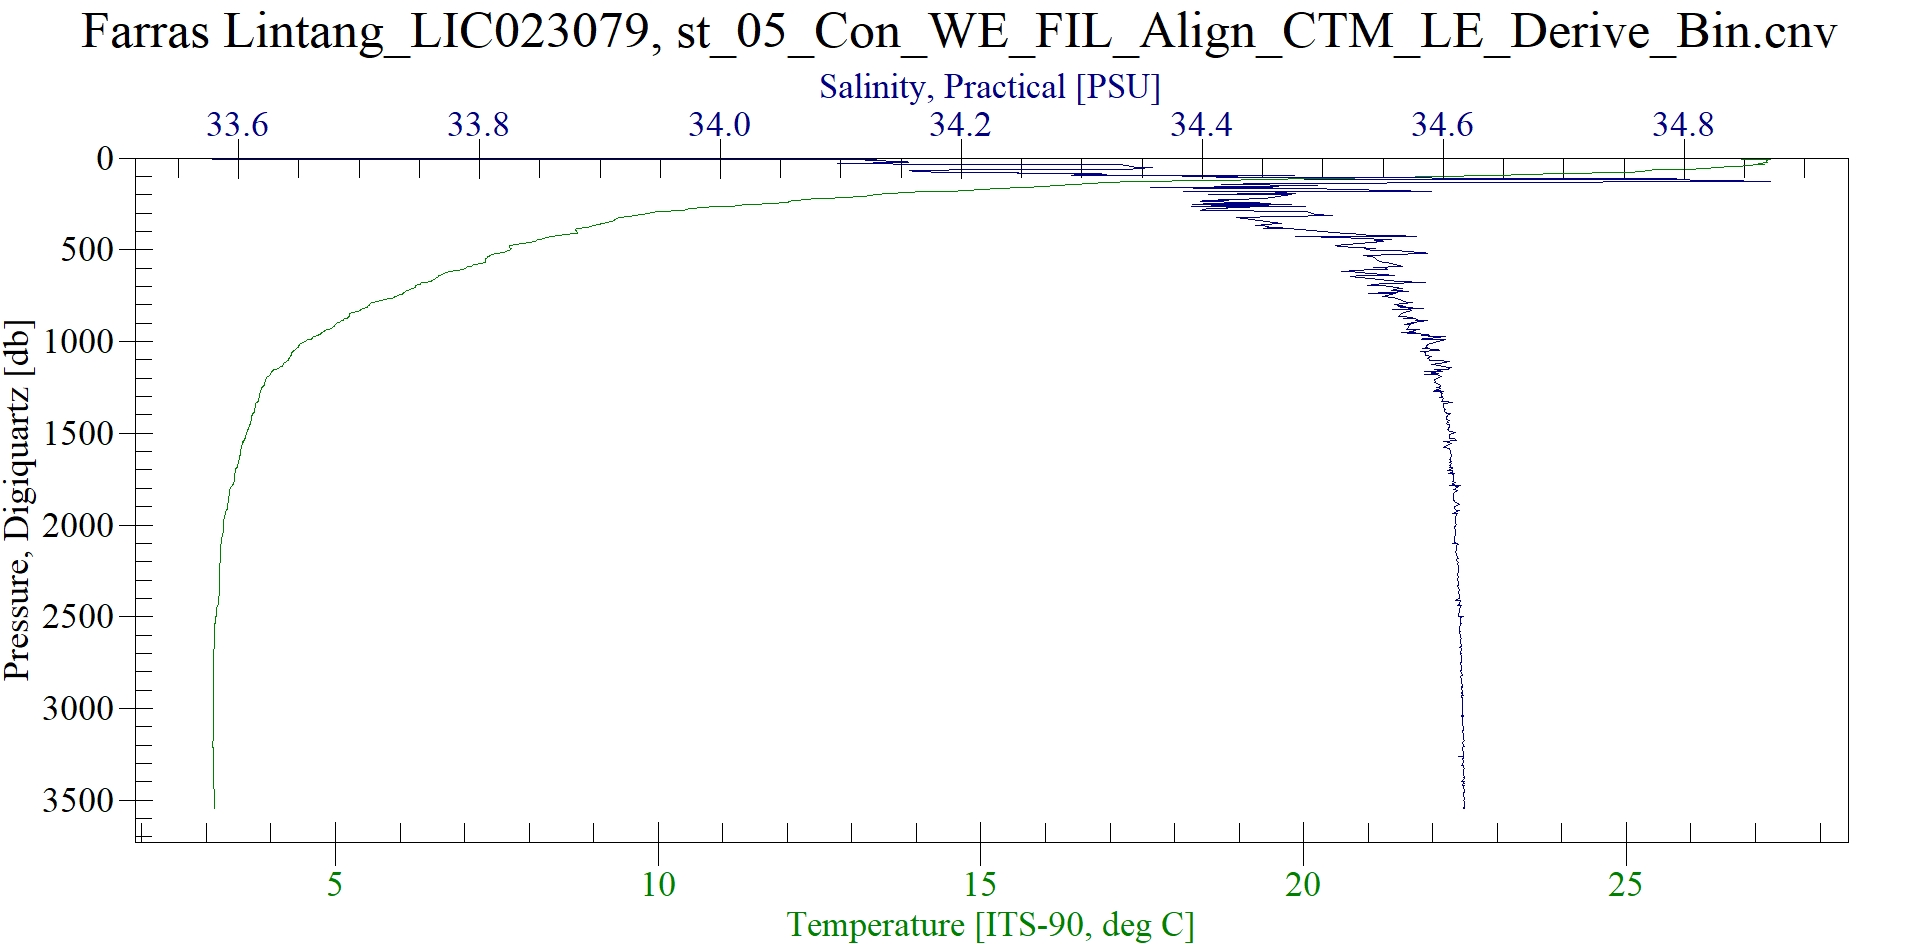 Farras Lintang_LIC023079, st_05_Con_WE_FIL_Align_CTM_LE_Derive_Bin.cnv
Salinity, Practical [PSU]
33.6 33.8 34.0 34.2 34.4 34.6 34.8
0
500
1000
1500
2000
2500
3000
3500
Pressure, Digiquartz [db]
5 10 15 20 25
Temperature [ITS-90, deg C]